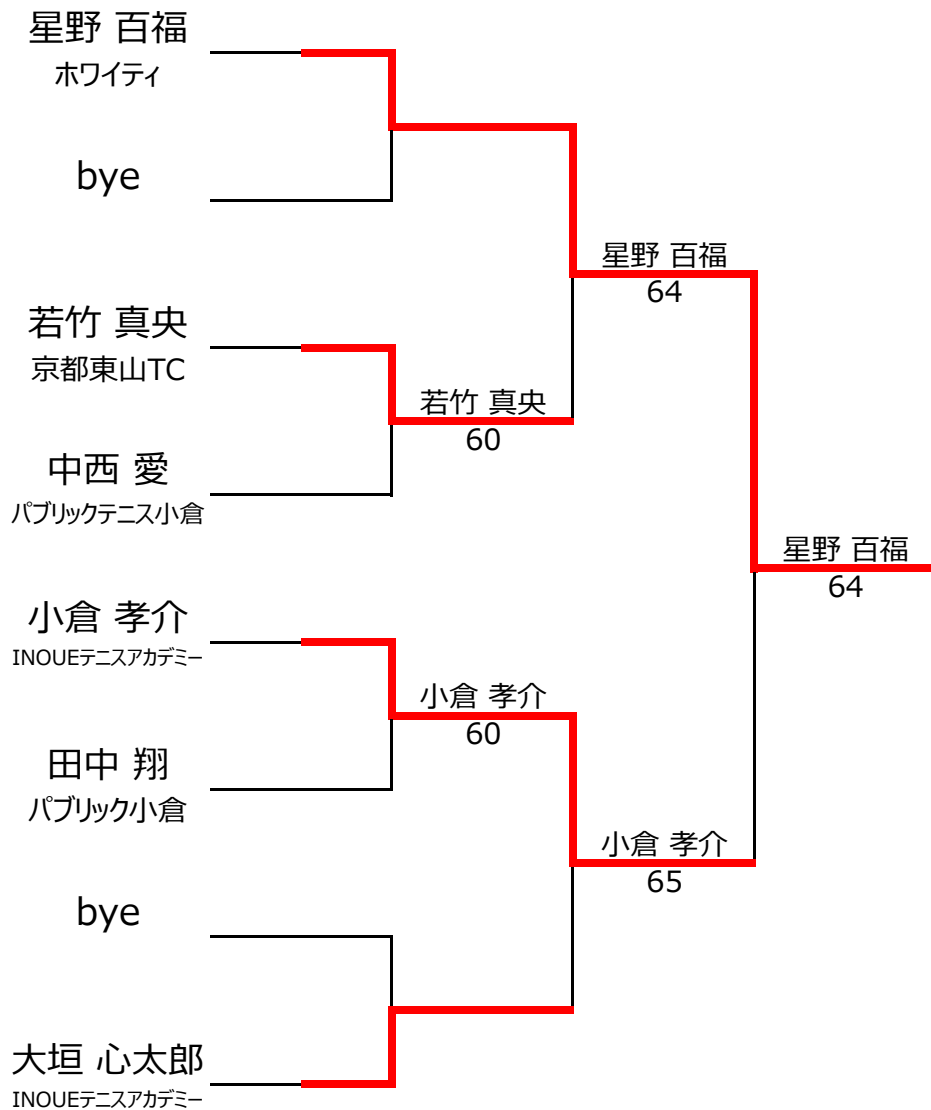 星野 百福
ホワイティ
bye
星野 百福
64
若竹 真央
京都東山TC
若竹 真央
60
中西 愛
パブリックテニス小倉
星野 百福
64
小倉 孝介
INOUEテニスアカデミー
小倉 孝介
60
田中 翔
パブリック小倉
小倉 孝介
65
bye
大垣 心太郎
INOUEテニスアカデミー